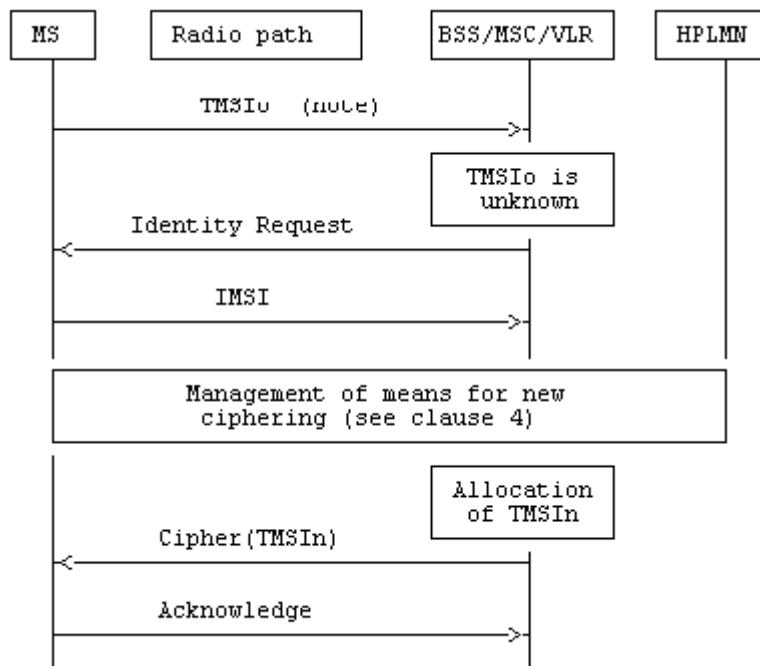 MS
Radio path
BSS/MSC/VLR
HPLMN
TMSIo (note)
TMSIo is
unknown
Identity Request
IMSI
Management of means for new
ciphering (see clause 4)
Allocation
of TMSIn
Cipher(TMSIn)
Acknowledge